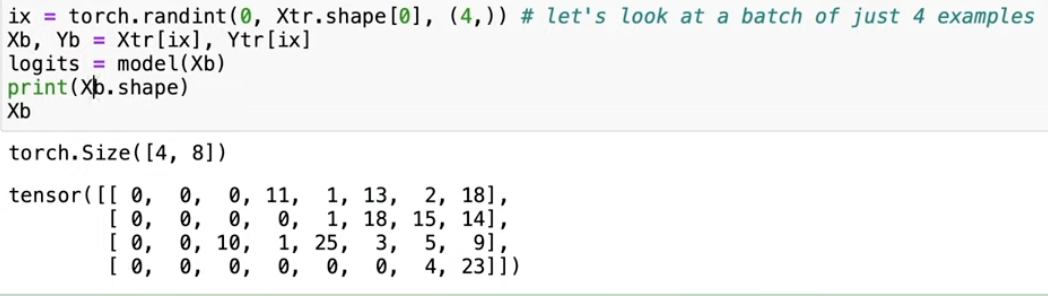 ix = torch.randint(0, Xtr.shape[0], (4,)) # let's look at a batch of just 4 examples
Xb, Yb = Xtr[ix], Ytr[ix]
logits = model(Xb)
print(Xb.shape)
Xb
torch.Size([4, 8])
tensor([[ 0,  0,  0, 11,  1, 13,  2, 18],
        [ 0,  0,  0,  0,  1, 18, 15, 14],
        [ 0,  0, 10,  1, 25,  3,  5,  9],
        [ 0,  0,  0,  0,  0,  0,  4, 23]])